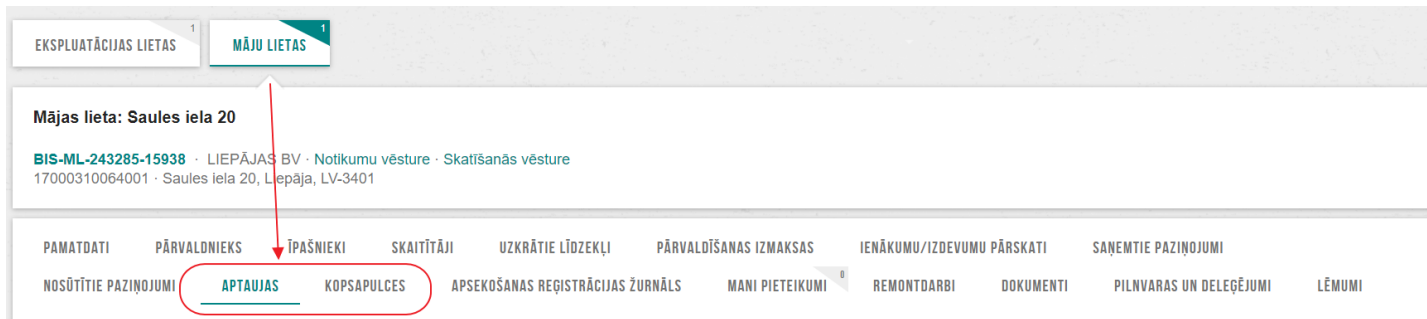 EKSPLUATĀCIJAS LIETAS 1 MĀJU LIETAS 1
Mājas lieta: Saules iela 20
BIS-ML-243285-15938 · LIEPĀJAS BV · Notikumu vēsture · Skatīšanās vēsture
17000310064001 · Saules iela 20, Liepāja, LV-3401
PAMATDATI PĀRVALDNIEKS ĪPAŠNIEKI SKAITĪTĀJI UZKRĀTIE LĪDZEKĻI PĀRVALDĪŠANAS IZMAKSAS IENĀKUMU/IZDEVUMU PĀRSKATI SAŅEMTIE PAZIŅOJUMI
NOSŪTĪTIE PAZIŅOJUMI APTAUJAS KOPSAPULCES APSEKOŠANAS REĢISTRĀCIJAS ŽURNĀLS MANI PIETEIKUMI 0 REMONTDARBI DOKUMENTI PILNVARAS UN DELEĢĒJUMI LĒMUMI